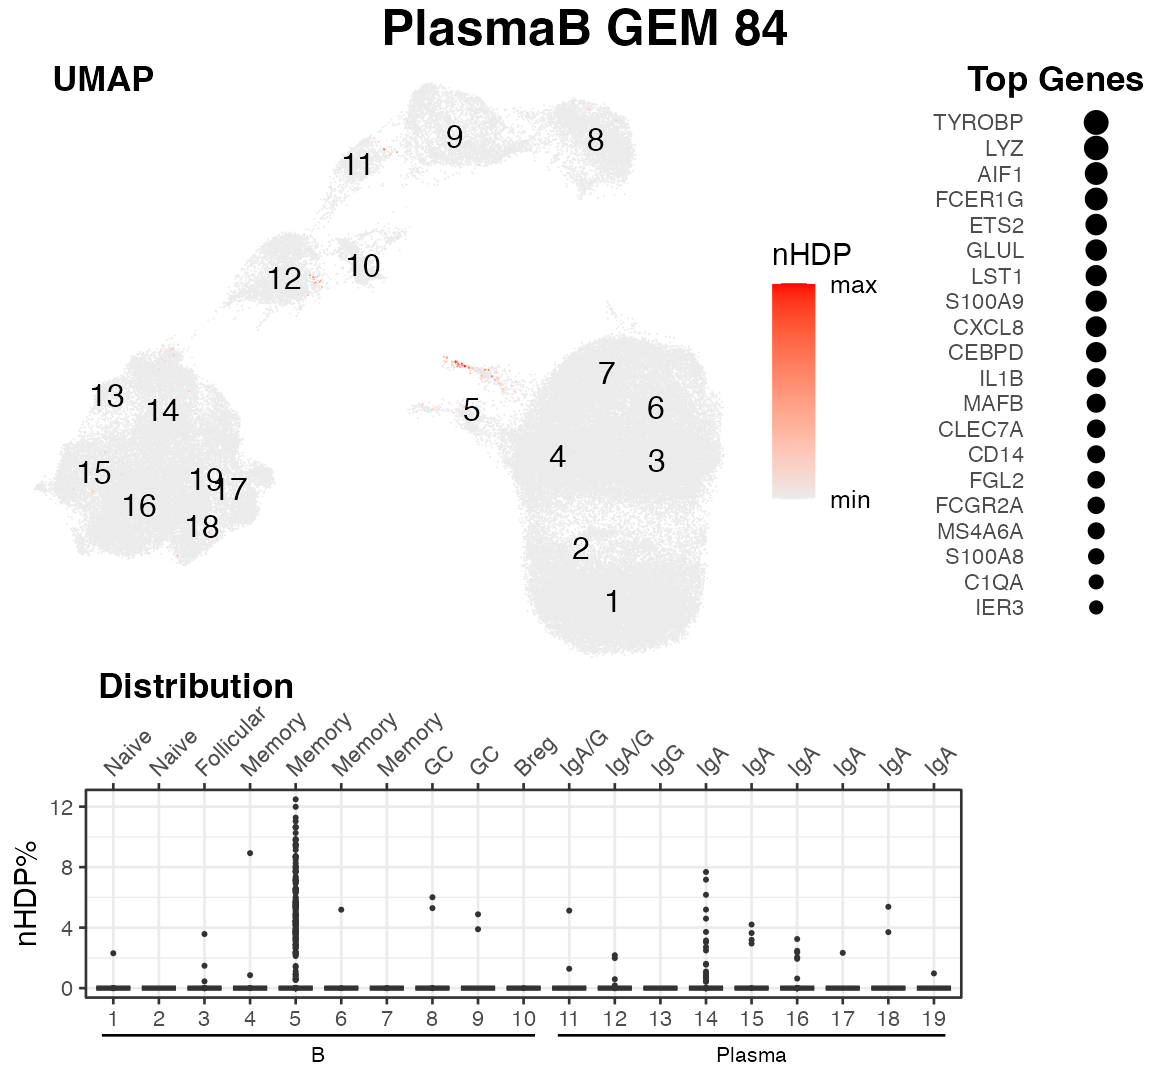 PlasmaB GEM 84
UMAP
Top Genes
9
8
11
10
12
7
13
14
5
6
15
19
17
4
3
16
18
2
1
nHDP
max
min
TYROBP
LYZ
AIF1
FCER1G
ETS2
GLUL
LST1
S100A9
CXCL8
CEBPD
IL1B
MAFB
CLEC7A
CD14
FGL2
FCGR2A
MS4A6A
S100A8
C1QA
IER3
Distribution
Naive Naive Follicular Memory Memory Memory Memory GC GC Breg IgA/G IgA/G IgG IgA IgA IgA IgA IgA IgA
nHDP%
12
8
4
0
1 2 3 4 5 6 7 8 9 10 11 12 13 14 15 16 17 18 19
B Plasma